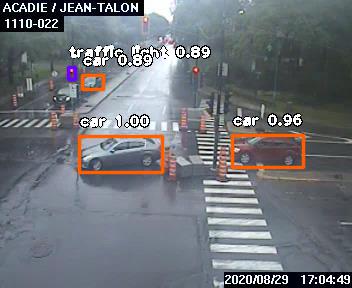 ACADIE / JEAN-TALON
1110-022
traffic light 0.89
car 0.89
car 1.00
car 0.96
2020/08/29 17:04:49